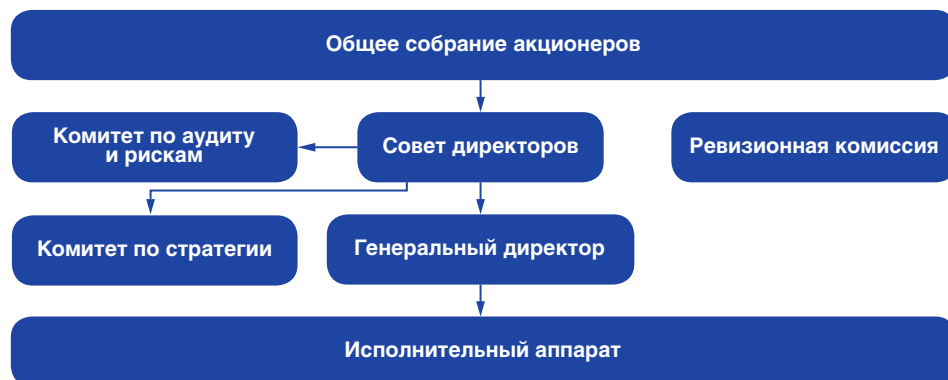 Общее собрание акционеров
Комитет по аудиту
и рискам
Совет директоров
Ревизионная комиссия
Комитет по стратегии
Генеральный директор
Исполнительный аппарат